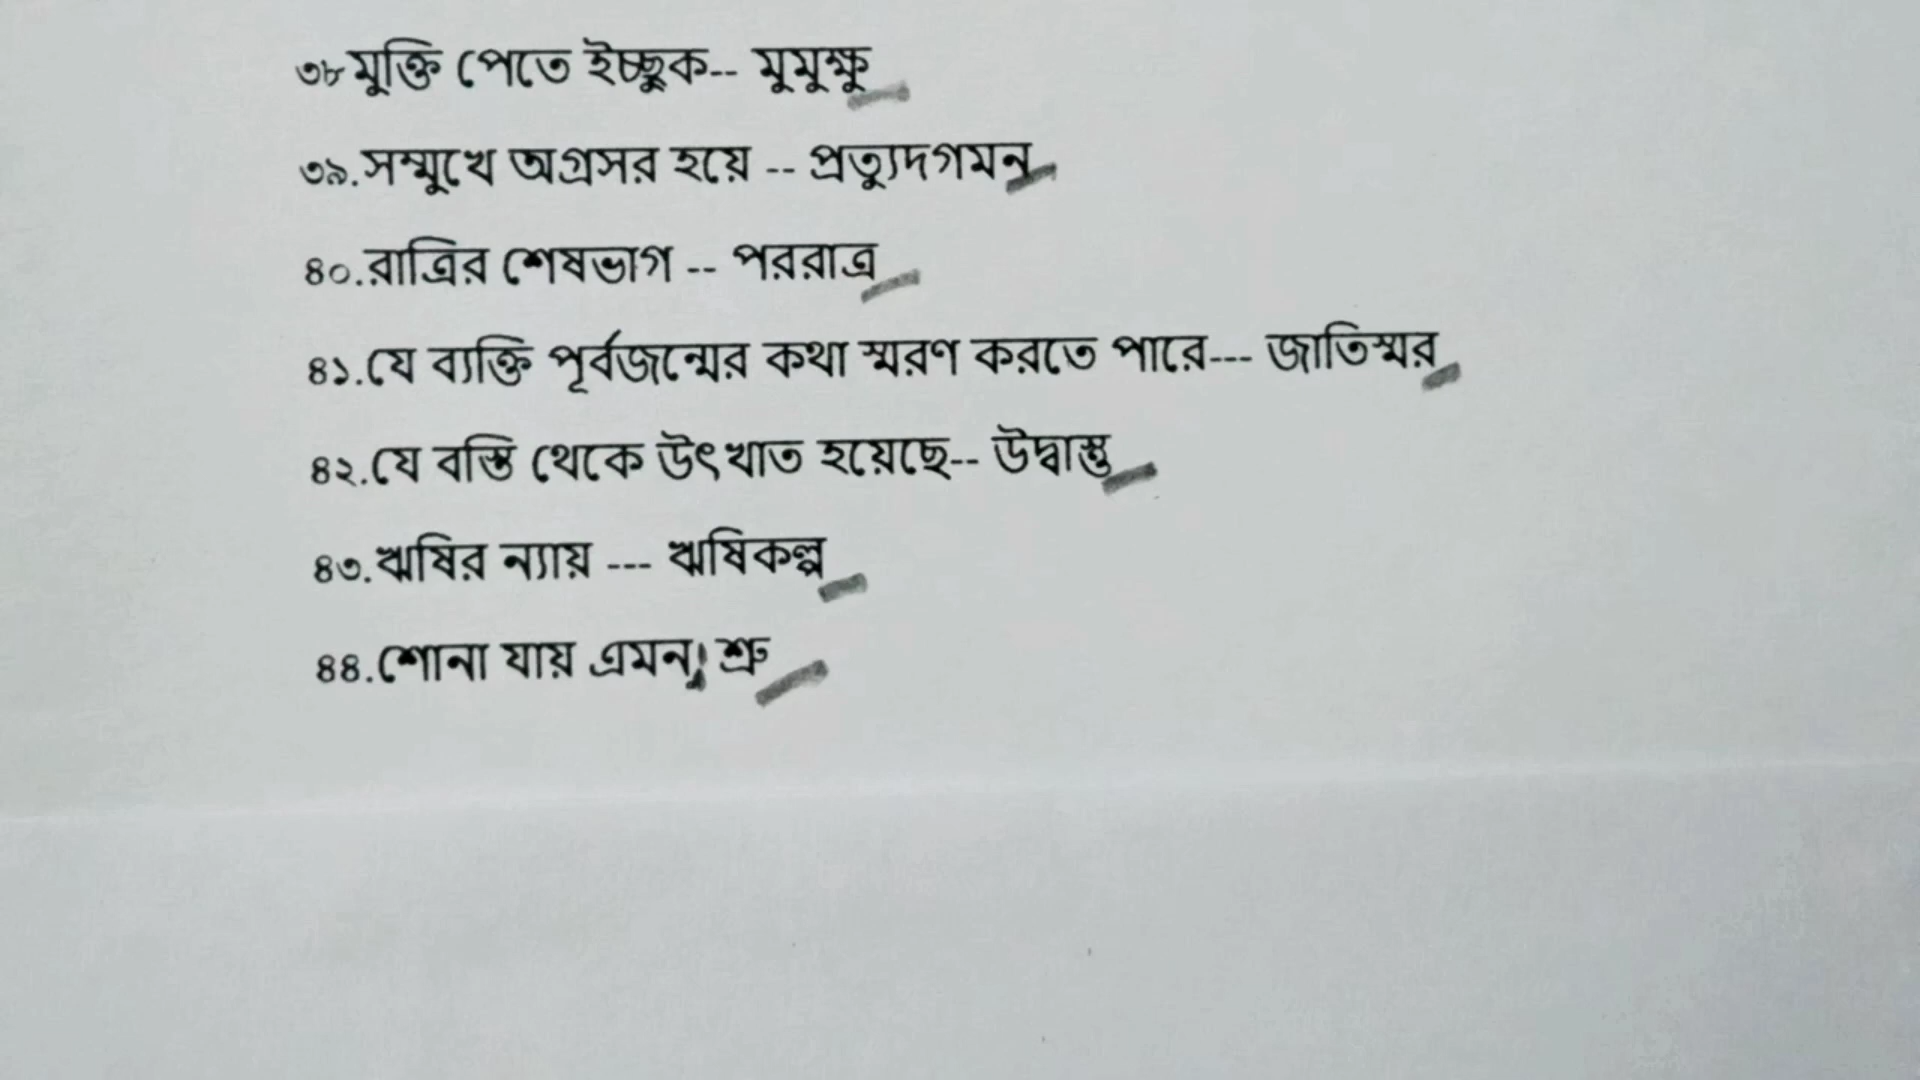 ৩৮মুক্তি পেতে ইচ্ছুক-- মুমুক্ষু
৩৯.সম্মুখে অগ্রসর হয়ে -- প্রত্যুদগমন
৪০.রাত্রির শেষভাগ -- পররাত্র
৪১.যে ব্যক্তি পূর্বজন্মের কথা স্মরণ করতে পারে--- জাতিস্মর
৪২.যে বস্তি থেকে উৎখাত হয়েছে-- উদ্বাস্তু
৪৩.ঋষির ন্যায় --- ঋষিকল্প
৪৪.শোনা যায় এমন; শ্রু